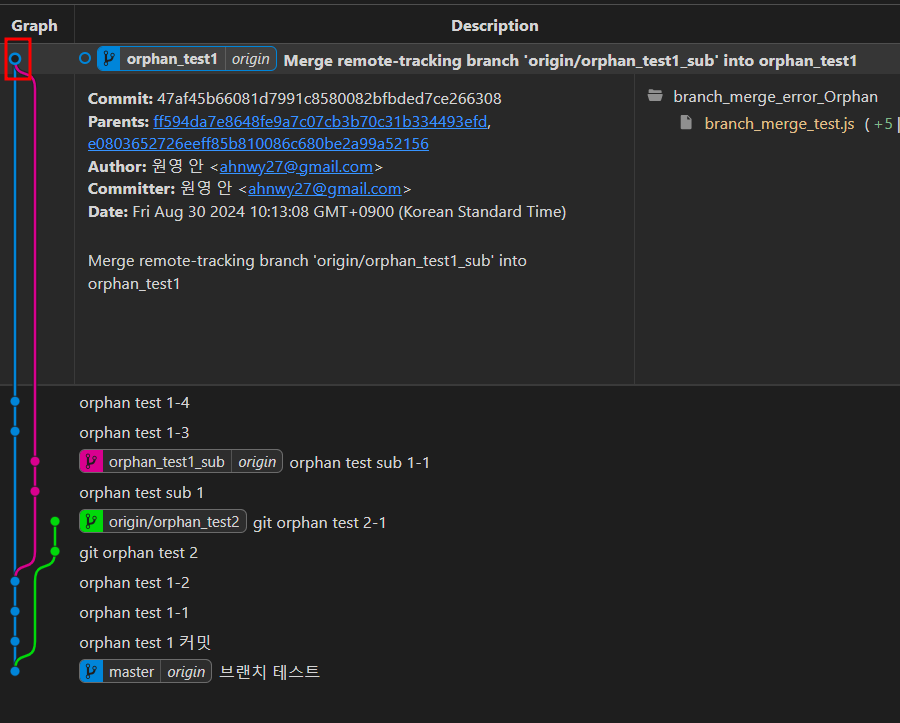 Graph Description
orphan_test1 origin Merge remote-tracking branch 'origin/orphan_test1_sub' into orphan_test1
Commit: 47af45b66081d7991c8580082bfbded7ce266308
Parents: ff594da7e8648fe9a7c07cb3b70c31b334493efd,
e0803652726eeff85b810086c680be2a99a52156
Author: 원영 안 <ahnwy27@gmail.com>
Committer: 원영 안 <ahnwy27@gmail.com>
Date: Fri Aug 30 2024 10:13:08 GMT+0900 (Korean Standard Time)
Merge remote-tracking branch 'origin/orphan_test1_sub' into
orphan_test1
branch_merge_error_Orphan
branch_merge_test.js ( +5 |
orphan test 1-4
orphan test 1-3
orphan_test1_sub origin orphan test sub 1-1
orphan test sub 1
origin/orphan_test2 git orphan test 2-1
git orphan test 2
orphan test 1-2
orphan test 1-1
orphan test 1 커밋
master origin 브랜치 테스트